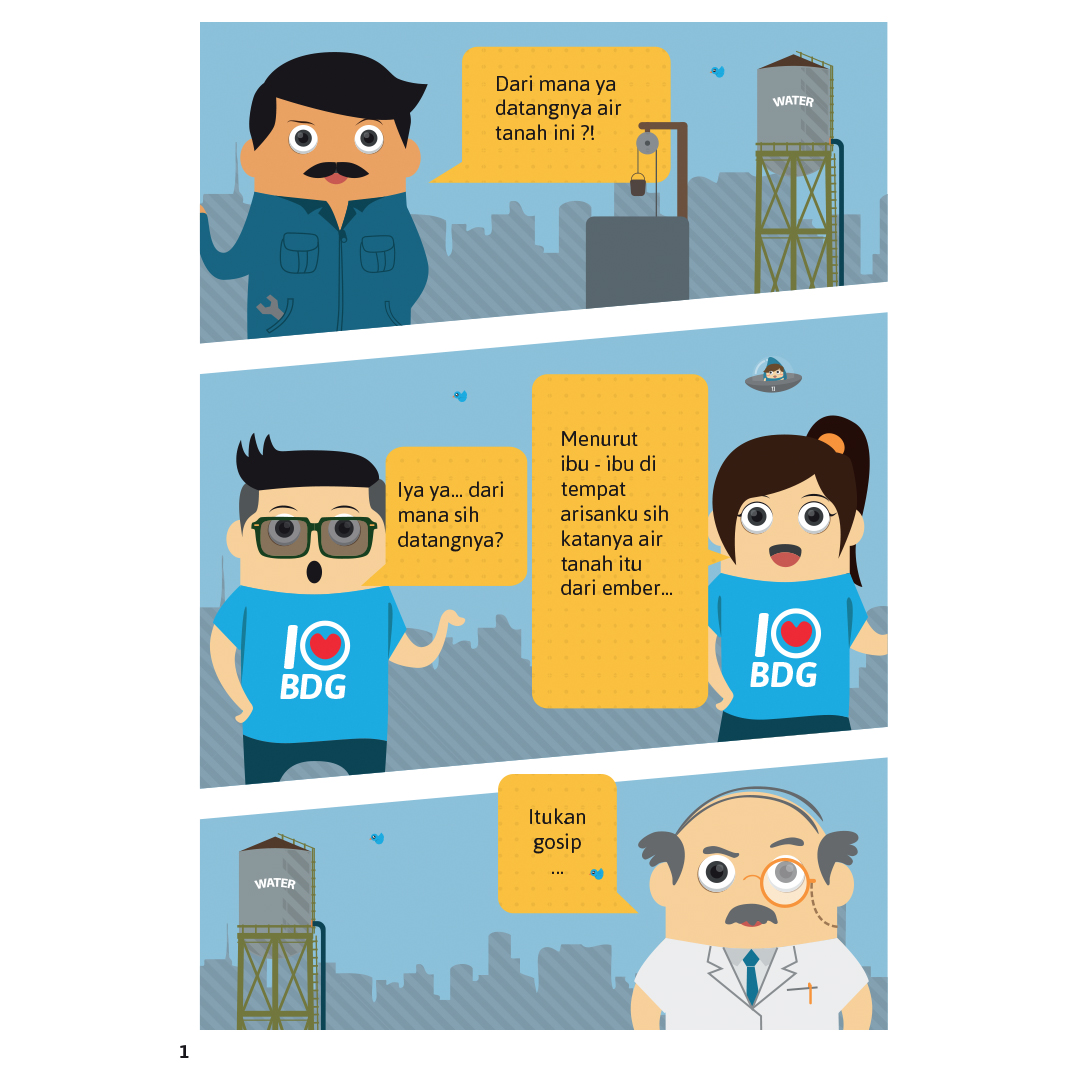 Dari mana ya
datangnya air
tanah ini ?!
WATER
Iya ya... dari
mana sih
datangnya?
Menurut
ibu - ibu di
tempat
arisanku sih
katanya air
tanah itu
dari ember...
I
BDG
I
BDG
Itukan
gosip
...
WATER
1